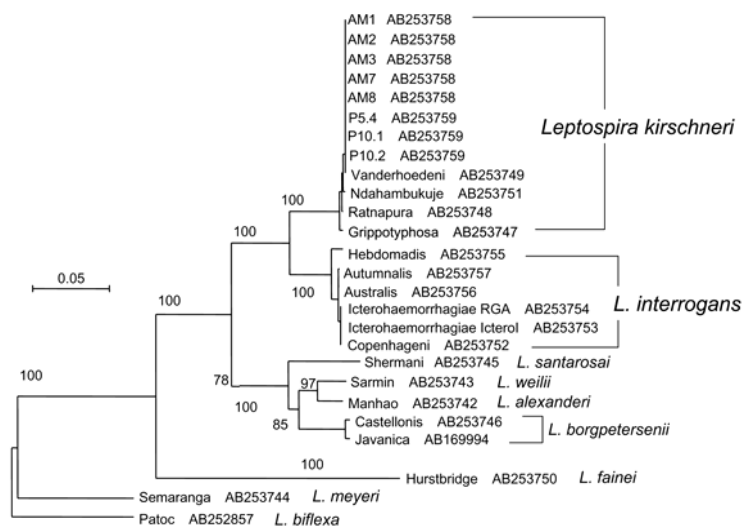 AM1 AB253758
AM2 AB253758
AM3 AB253758
AM7 AB253758
AM8 AB253758
P5.4 AB253759
P10.1 AB253759
P10.2 AB253759
Vanderhoedeni AB253749
Ndahambukuje AB253751
Ratnapura AB253748
Grippotyphosa AB253747
Leptospira kirschneri
100
100
Hebdomadis AB253755
Autumnalis AB253757
Australis AB253756
Icterohaemorrhagiae RGA AB253754
Icterohaemorrhagiae IcteroI AB253753
Copenhageni AB253752
L. interrogans
100
0.05
100
Shermani AB253745 L. santarosai
78
97
Sarmin AB253743 L. weilii
100
Manhao AB253742 L. alexanderi
85
Castellonis AB253746
Javanica AB169994
L. borgpetersenii
100
100
Hurstbridge AB253750 L. fainei
Semaranga AB253744 L. meyeri
Patoc AB252857 L. biflexa